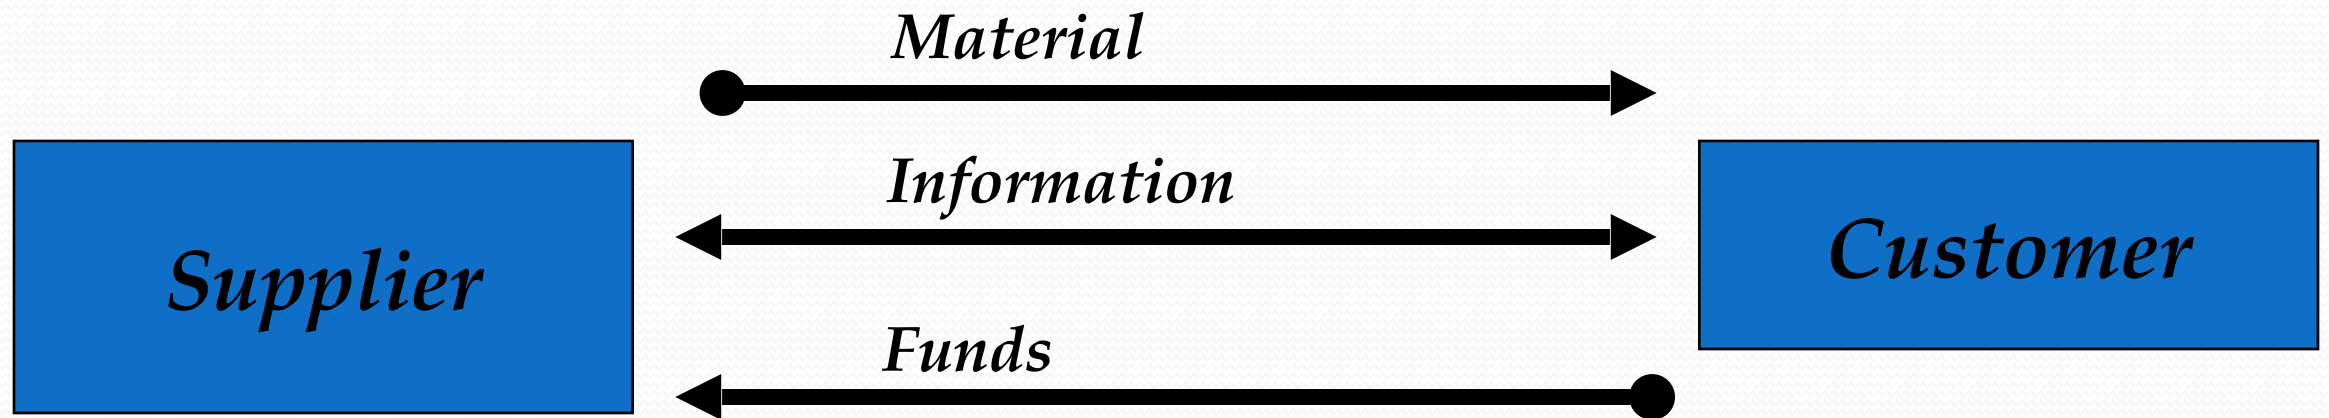 Material
Information
Supplier
Customer
Funds